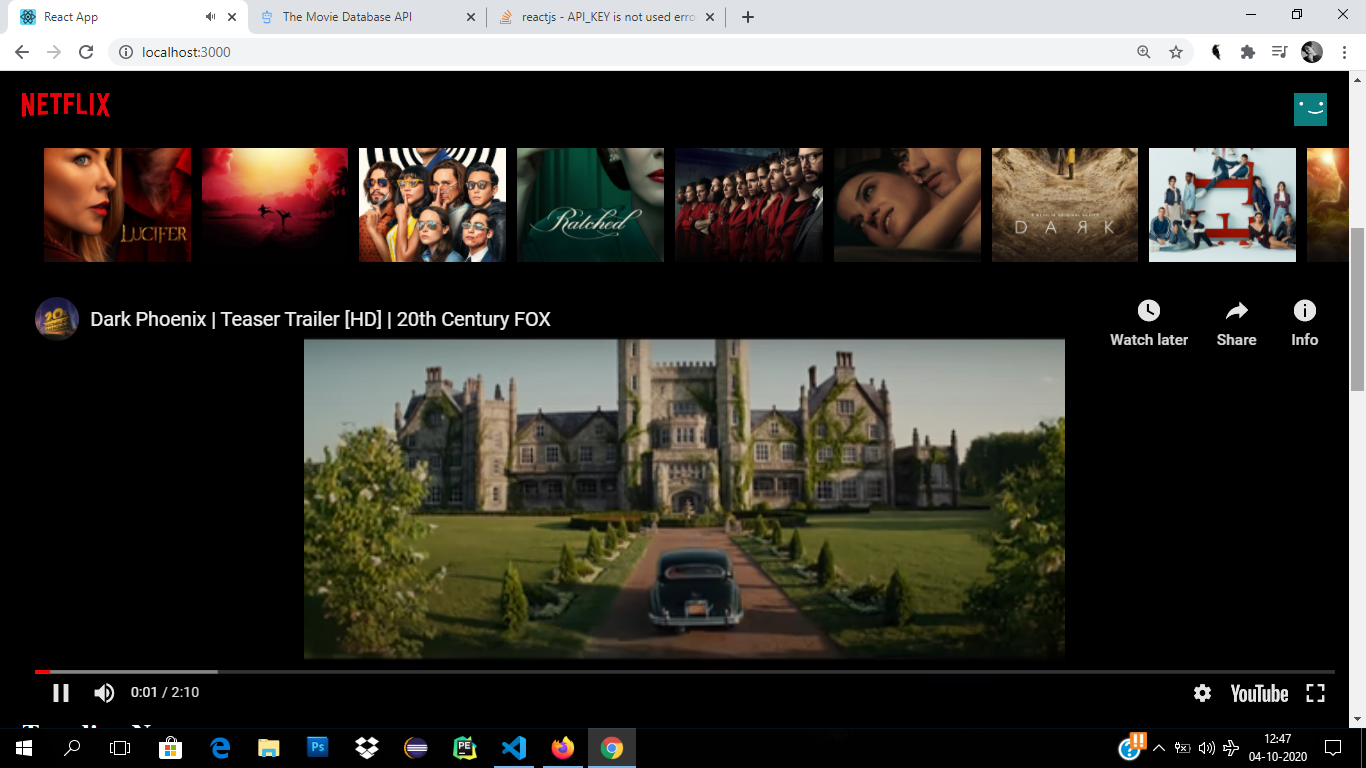 React App
The Movie Database API
reactjs - API_KEY is not used erro
localhost:3000
NETFLIX
LUCIFER
Ratched
DARK
Dark Phoenix | Teaser Trailer [HD] | 20th Century FOX
Watch later
Share
Info
0:01 / 2:10
YouTube
Ps
PE
12:47
04-10-2020